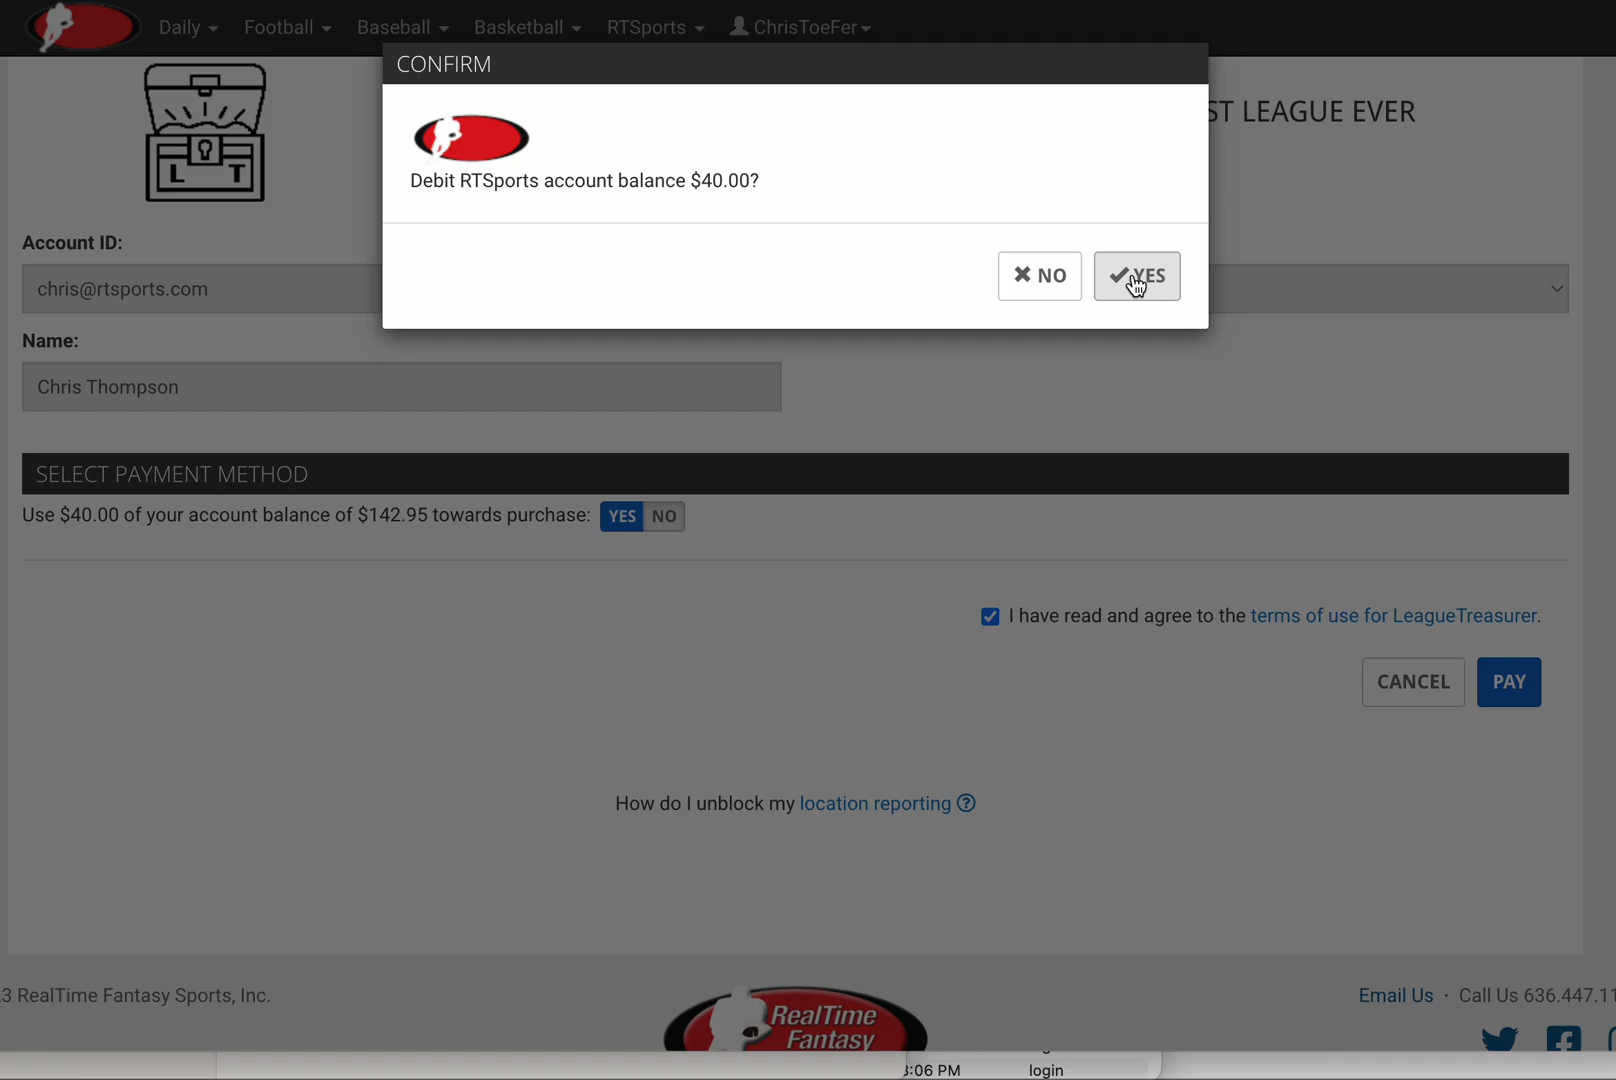 Daily Football Baseball Basketball RTSports ChrisToeFer
CONFIRM
ST LEAGUE EVER
L T
Debit RTSports account balance $40.00?
Account ID:
NO YES
chris@rtsports.com
Name:
Chris Thompson
SELECT PAYMENT METHOD
Use $40.00 of your account balance of $142.95 towards purchase: YES NO
I have read and agree to the terms of use for LeagueTreasurer.
CANCEL PAY
How do I unblock my location reporting ?
3 RealTime Fantasy Sports, Inc.
Email Us · Call Us 636.447.11
RealTime
Fantasy
:06 PM login